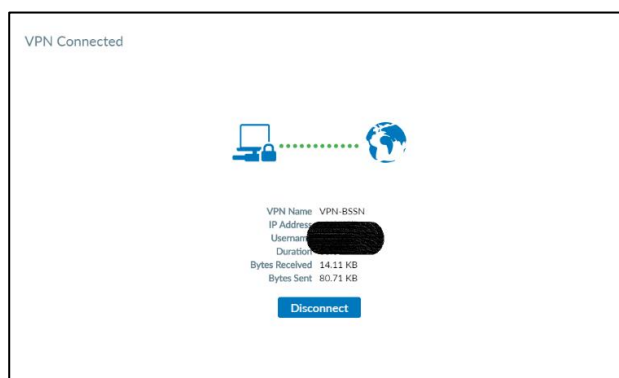 VPN Connected
VPN Name VPN-BSSN
IP Address
Username
Duration
Bytes Received 14.11 KB
Bytes Sent 80.71 KB
Disconnect